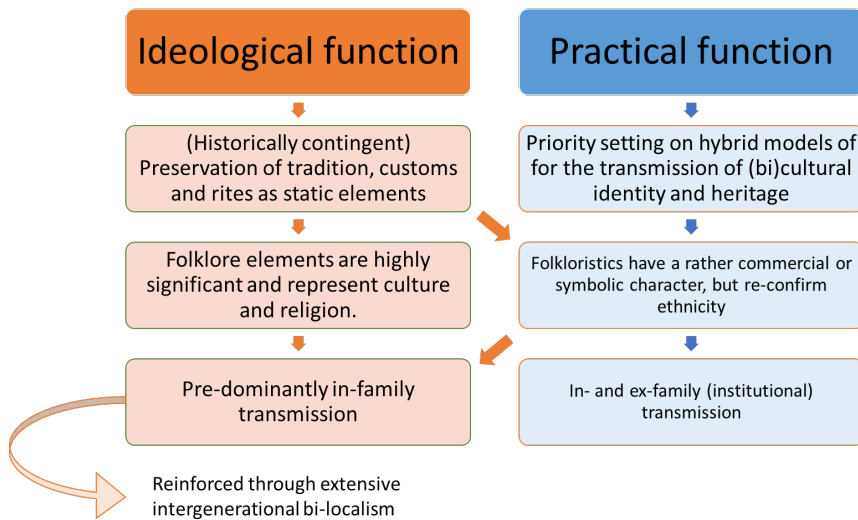 Ideological function
(Historically contingent)
Preservation of tradition, customs
and rites as static elements
Folklore elements are highly
significant and represent culture
and religion.
Pre-dominantly in-family
transmission
Reinforced through extensive
intergenerational bi-localism
Practical function
Priority setting on hybrid models of
for the transmission of (bi)cultural
identity and heritage
Folkloristics have a rather commercial or
symbolic character, but re-confirm
ethnicity
In- and ex-family (institutional)
transmission